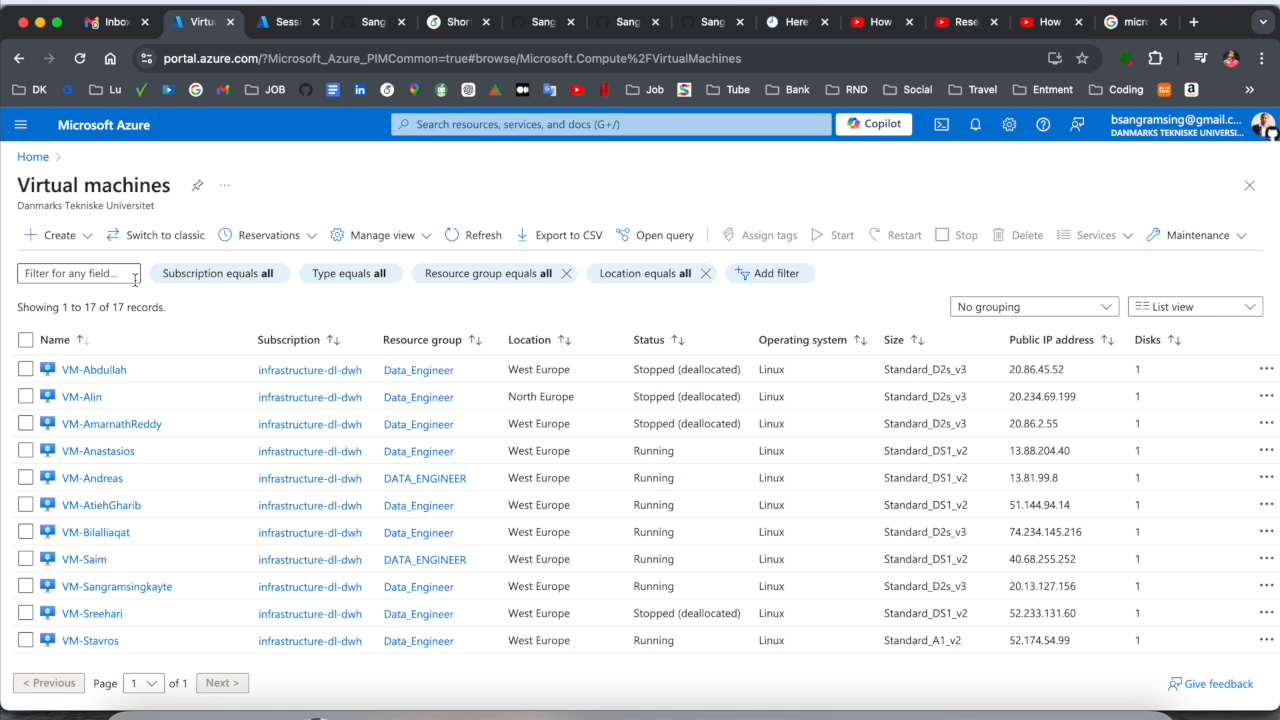 Inbo Virtu Sessi Sang Shori Sang Sang Sang Here How Rese How micro
portal.azure.com/?Microsoft_Azure_PIMCommon=true#browse/Microsoft.Compute%2FVirtualMachines
DK Lu JOB Job Tube Bank RND Social Travel Entment Coding »
Microsoft Azure Search resources, services, and docs (G+/) Copilot bsangramsing@gmail.c...
DANMARKS TEKNISKE UNIVERSI...
Home >
Virtual machines ...
Danmarks Tekniske Universitet
Create Switch to classic Reservations Manage view Refresh Export to CSV Open query Assign tags Start Restart Stop Delete Services Maintenance
Filter for any field... Subscription equals all Type equals all Resource group equals all Location equals all Add filter
Showing 1 to 17 of 17 records. No grouping List view
Name Subscription Resource group Location Status Operating system Size Public IP address Disks
VM-Abdullah infrastructure-dl-dwh Data_Engineer West Europe Stopped (deallocated) Linux Standard_D2s_v3 20.86.45.52 1 ...
VM-Alin infrastructure-dl-dwh Data_Engineer North Europe Stopped (deallocated) Linux Standard_D2s_v3 20.234.69.199 1 ...
VM-AmarnathReddy infrastructure-dl-dwh Data_Engineer West Europe Stopped (deallocated) Linux Standard_D2s_v3 20.86.2.55 1 ...
VM-Anastasios infrastructure-dl-dwh Data_Engineer West Europe Running Linux Standard_DS1_v2 13.88.204.40 1 ...
VM-Andreas infrastructure-dl-dwh DATA_ENGINEER West Europe Running Linux Standard_DS1_v2 13.81.99.8 1 ...
VM-AtiehGharib infrastructure-dl-dwh Data_Engineer West Europe Running Linux Standard_DS1_v2 51.144.94.14 1 ...
VM-Bilalliaqat infrastructure-dl-dwh Data_Engineer West Europe Running Linux Standard_D2s_v3 74.234.145.216 1 ...
VM-Saim infrastructure-dl-dwh DATA_ENGINEER West Europe Running Linux Standard_DS1_v2 40.68.255.252 1 ...
VM-Sangramsingkayte infrastructure-dl-dwh Data_Engineer West Europe Running Linux Standard_D2s_v3 20.13.127.156 1 ...
VM-Sreehari infrastructure-dl-dwh Data_Engineer West Europe Stopped (deallocated) Linux Standard_DS1_v2 52.233.131.60 1 ...
VM-Stavros infrastructure-dl-dwh Data_Engineer West Europe Running Linux Standard_A1_v2 52.174.54.99 1 ...
< Previous Page 1 of 1 Next > Give feedback